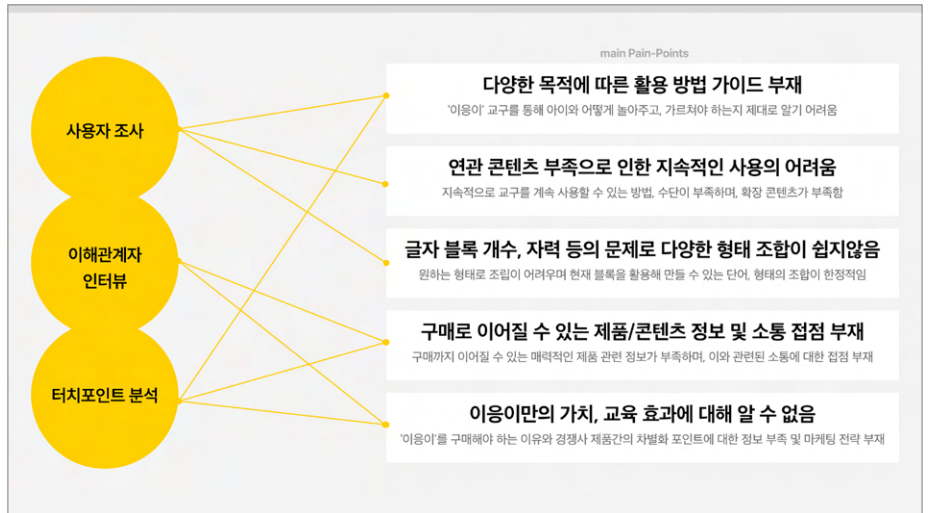 main Pain-Points
사용자 조사
이해관계자
인터뷰
터치포인트 분석
다양한 목적에 따른 활용 방법 가이드 부재
'이응이' 교구를 통해 아이와 어떻게 놀아주고, 가르쳐야 하는지 제대로 알기 어려움
연관 콘텐츠 부족으로 인한 지속적인 사용의 어려움
지속적으로 교구를 계속 사용할 수 있는 방법, 수단이 부족하며, 확장 콘텐츠가 부족함
글자 블록 개수, 자력 등의 문제로 다양한 형태 조합이 쉽지않음
원하는 형태로 조립이 어려우며 현재 블록을 활용해 만들 수 있는 단어, 형태의 조합이 한정적임
구매로 이어질 수 있는 제품/콘텐츠 정보 및 소통 접점 부재
구매까지 이어질 수 있는 매력적인 제품 관련 정보가 부족하며, 이와 관련된 소통에 대한 접점 부재
이응이만의 가치, 교육 효과에 대해 알 수 없음
'이응이'를 구매해야 하는 이유와 경쟁사 제품간의 차별화 포인트에 대한 정보 부족 및 마케팅 전략 부재